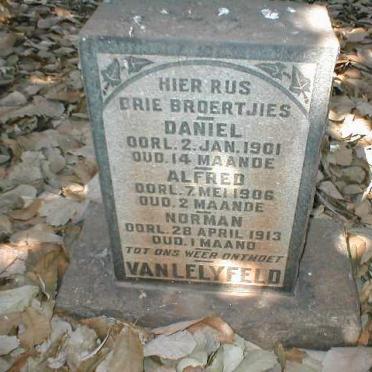 HIER RUS
DRIE BROERTJIES
DANIEL
OORL. 2. JAN. 1901
OUD. 14 MAANDE
ALFRED
OORL. 7. MEI. 1906
OUD. 2 MAANDE
NORMAN
OORL. 28 APRIL 1913
OUD. 1 MAAND
TOT ONS WEER ONTMOET
VAN LELYFELD